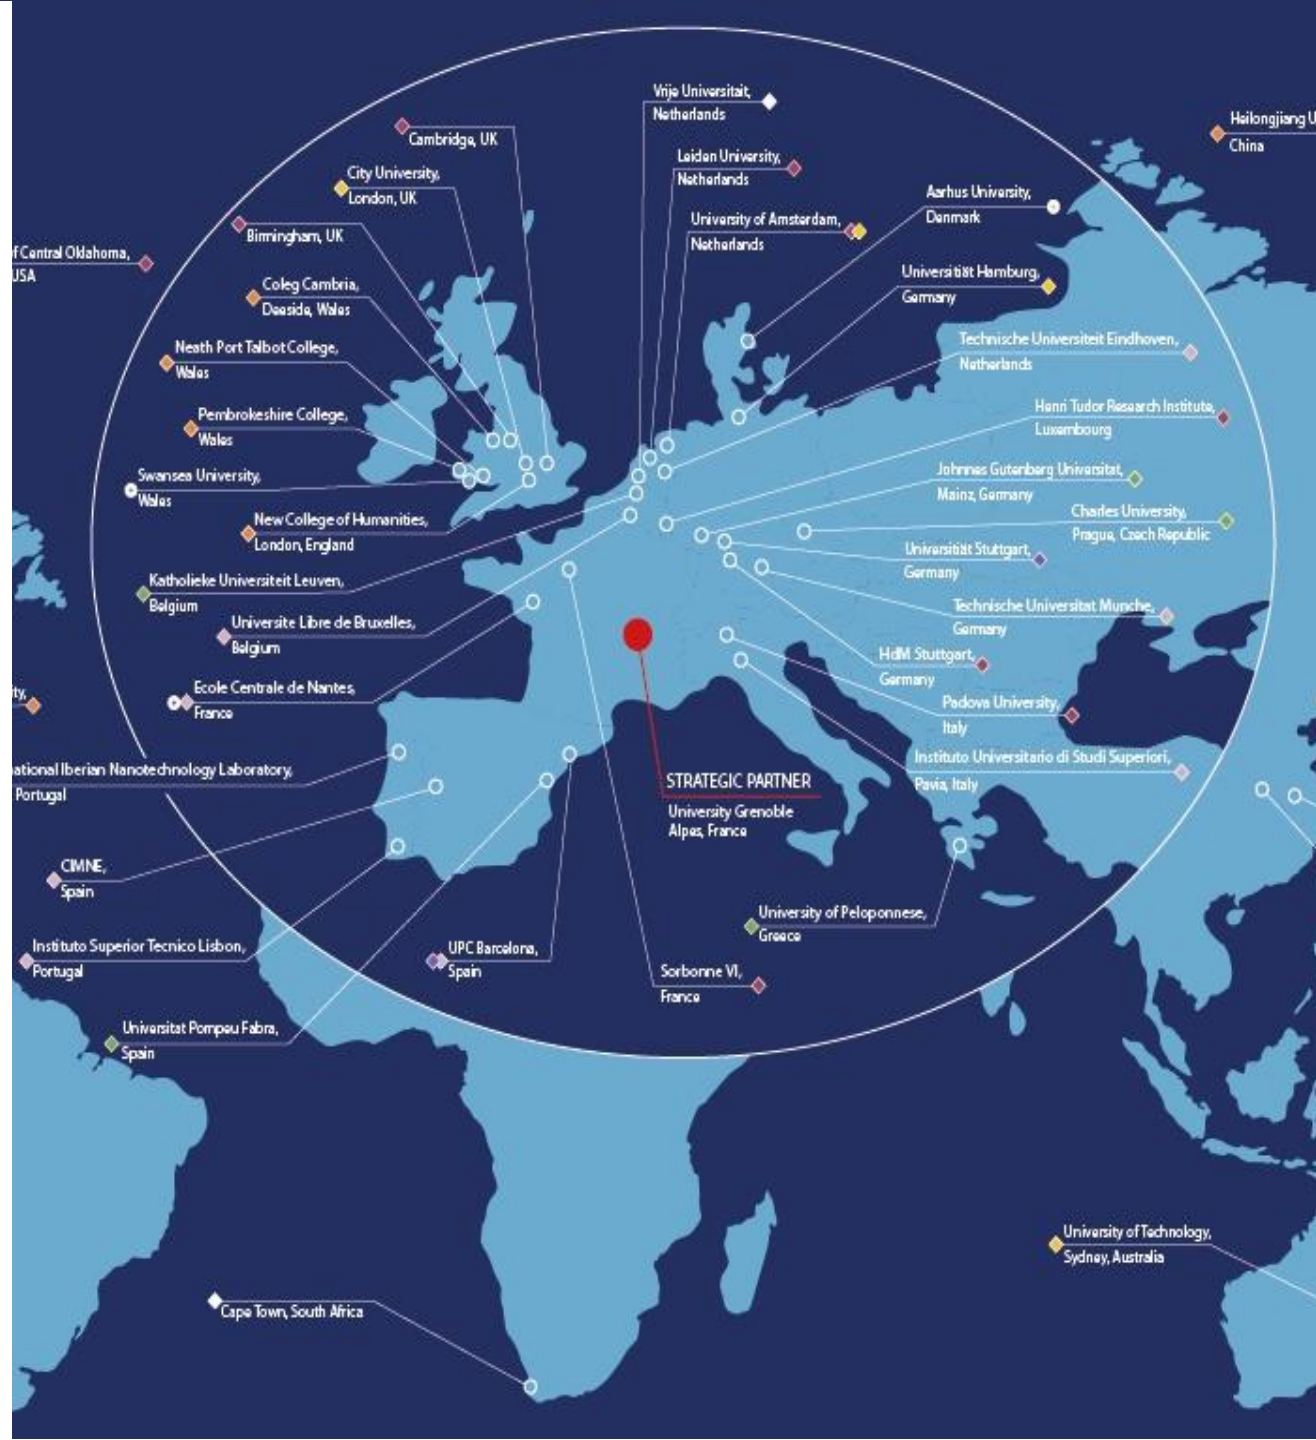 Vrije Universitait,
Netherlands
Cambridge, UK
Heilongjiang U
China
Leiden University,
Netherlands
City University,
London, UK
Aarhus University,
Denmark
University of Amsterdam,
Netherlands
Birmingham, UK
of Central Oklahoma,
USA
Universitiät Hamburg,
Germany
Coleg Cambria,
Deeside, Wales
Technische Universiteit Eindhoven,
Netherlands
Neath Port Talbot College,
Wales
Henri Tudor Research Institute,
Luxembourg
Pembrokeshire College,
Wales
Johnnes Gutenberg Universitat,
Mainz, Germany
Swansea University,
Wales
Charles University,
Prague, Czech Republic
New College of Humanities,
London, England
Universitiät Stuttgart,
Germany
Katholieke Universiteit Leuven,
Belgium
Technische Universitat Munche,
Germany
Universite Libre de Bruxelles,
Belgium
HdM Stuttgart,
Germany
Ecole Centrale de Nantes,
France
ity,
Padova University,
Italy
Instituto Universitario di Studi Superiori,
Pavia, Italy
national Iberian Nanotechnology Laboratory,
Portugal
STRATEGIC PARTNER
University Grenoble
Alpes, France
CIMNE,
Spain
University of Peloponnese,
Greece
Instituto Superior Tecnico Lisbon,
Portugal
UPC Barcelona,
Spain
Sorbonne VI,
France
Universitat Pompeu Fabra,
Spain
University of Technology,
Sydney, Australia
Cape Town, South Africa